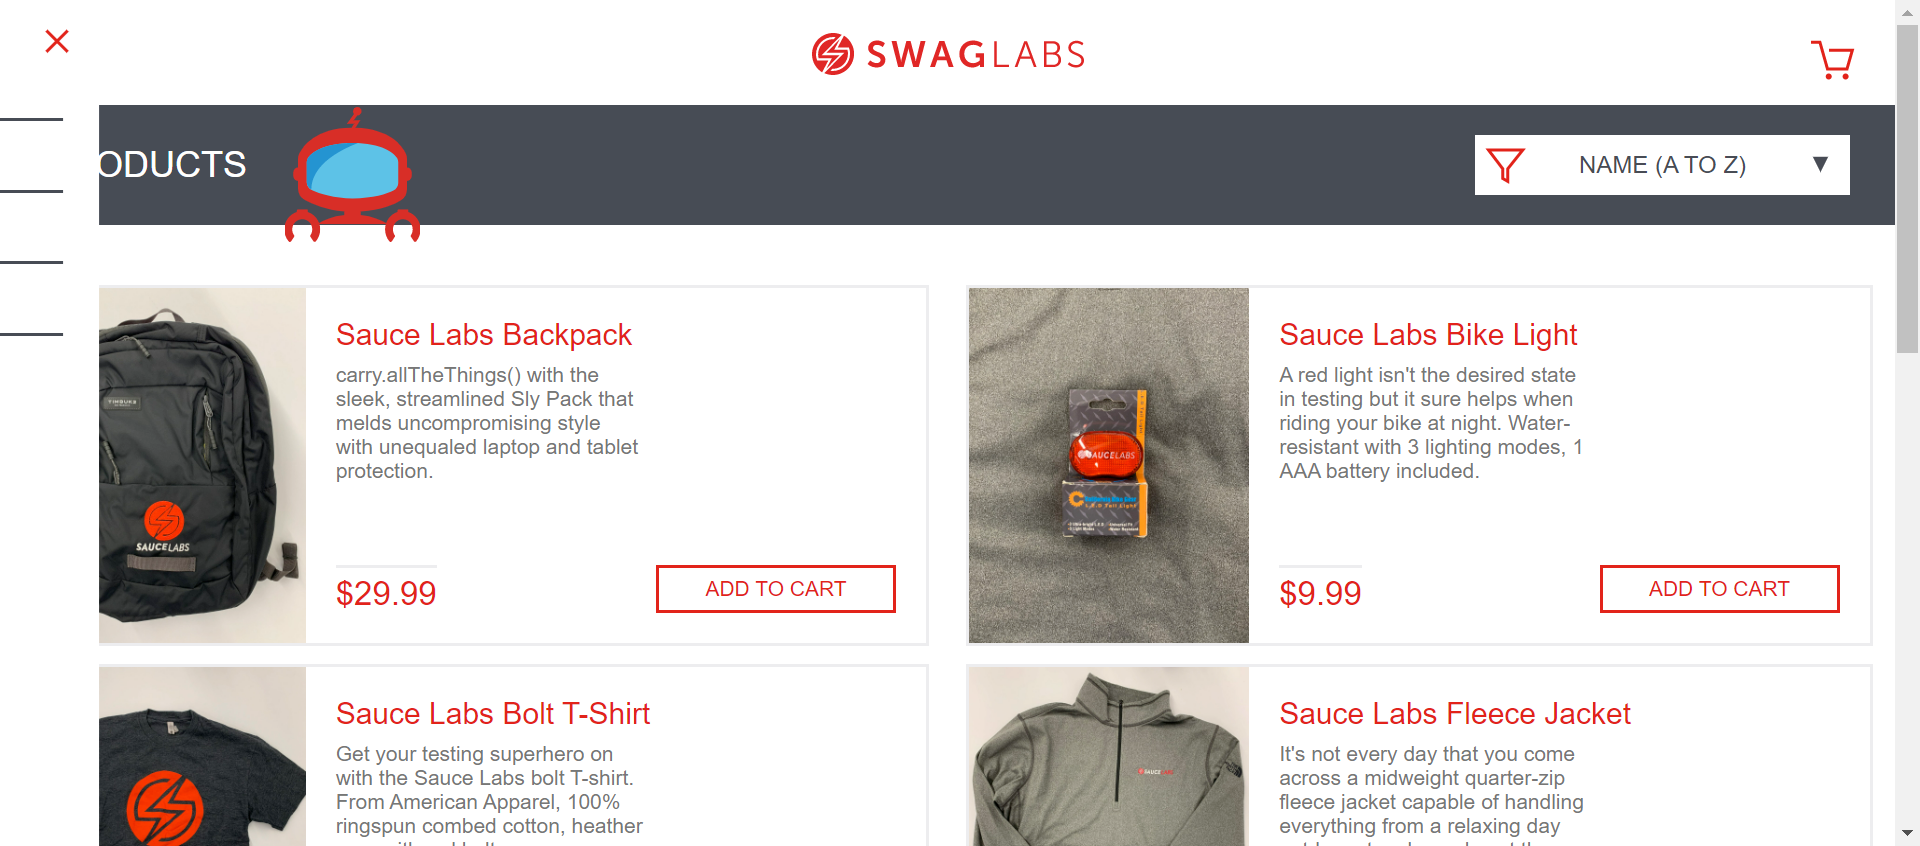 SWAGLABS
ODUCTS
NAME (A TO Z)
Sauce Labs Backpack
carry.allTheThings() with the
sleek, streamlined Sly Pack that
melds uncompromising style
with unequaled laptop and tablet
protection.
$29.99
ADD TO CART
TIMBUK2
SAUCELABS
Sauce Labs Bike Light
A red light isn't the desired state
in testing but it sure helps when
riding your bike at night. Water-
resistant with 3 lighting modes, 1
AAA battery included.
$9.99
ADD TO CART
SAUCELABS
Sauce Labs Bolt T-Shirt
Get your testing superhero on
with the Sauce Labs bolt T-shirt.
From American Apparel, 100%
ringspun combed cotton, heather
Sauce Labs Fleece Jacket
It's not every day that you come
across a midweight quarter-zip
fleece jacket capable of handling
everything from a relaxing day
SAUCELABS